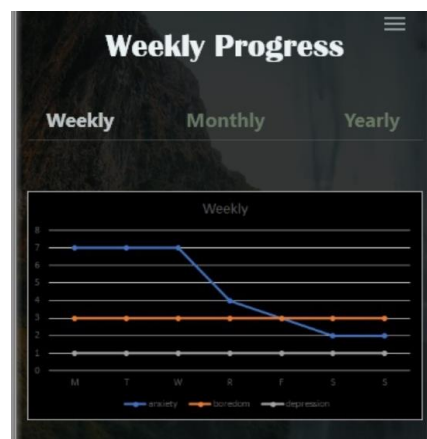 Weekly Progress
Weekly Monthly Yearly
Weekly
8
7
6
5
4
3
2
1
0
M T W R F S S
anxiety boredom depression